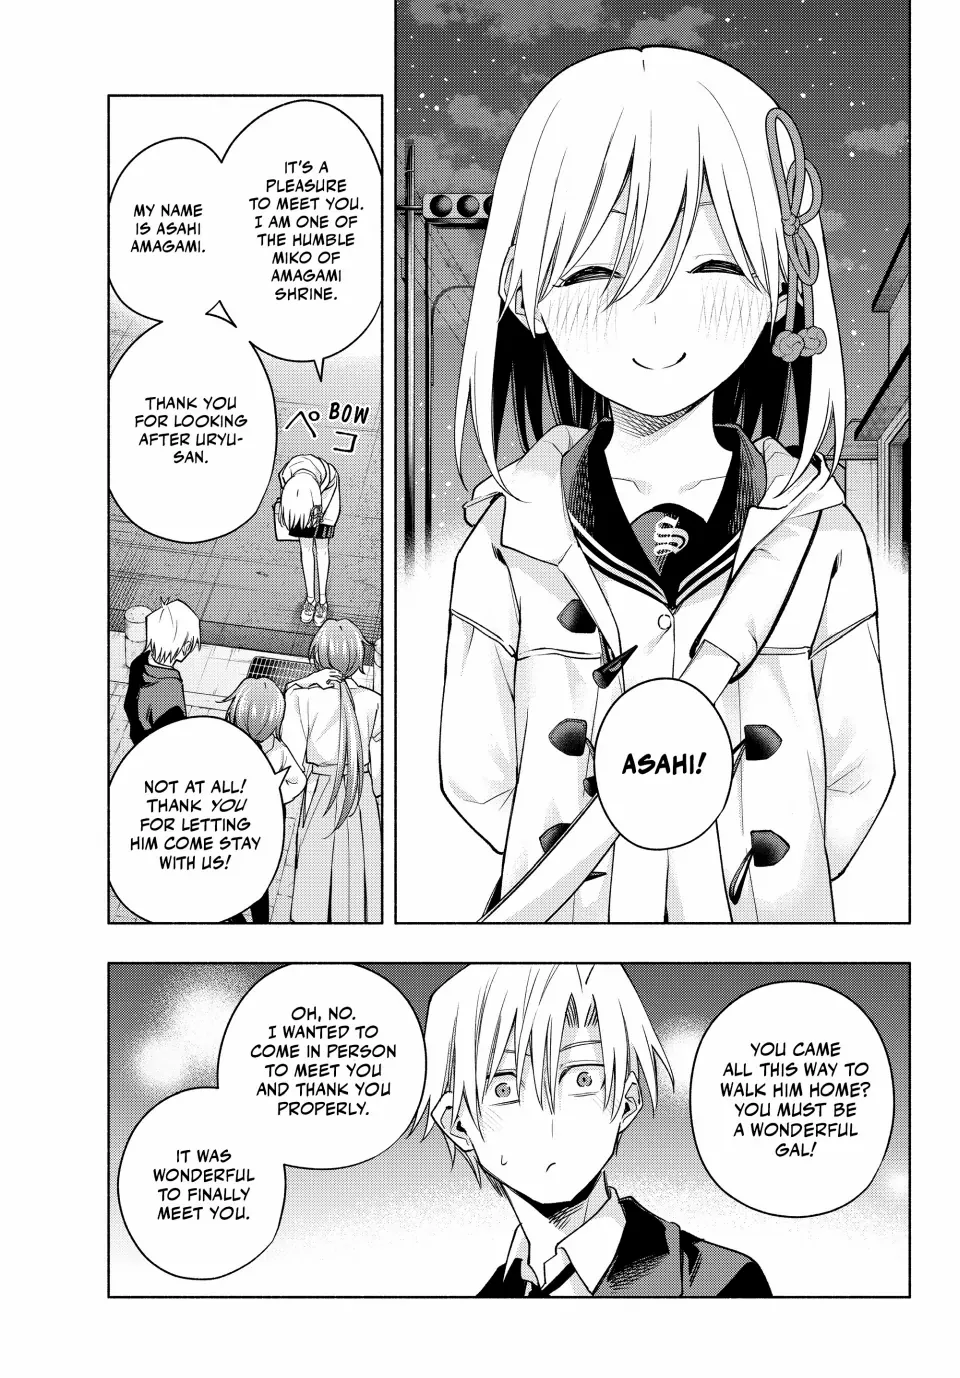 ASAHI!
IT'S A
PLEASURE
TO MEET YOU.
I AM ONE OF
THE HUMBLE
MIKO OF
AMAGAMI
SHRINE.
MY NAME
IS ASAHI
AMAGAMI.
THANK YOU
FOR LOOKING
AFTER URYU-
SAN.
ペコ
BOW
NOT AT ALL!
THANK YOU
FOR LETTING
HIM COME STAY
WITH US!
YOU CAME
ALL THIS WAY TO
WALK HIM HOME?
YOU MUST BE
A WONDERFUL
GAL!
OH, NO.
I WANTED TO
COME IN PERSON
TO MEET YOU
AND THANK YOU
PROPERLY.
IT WAS
WONDERFUL
TO FINALLY
MEET YOU.